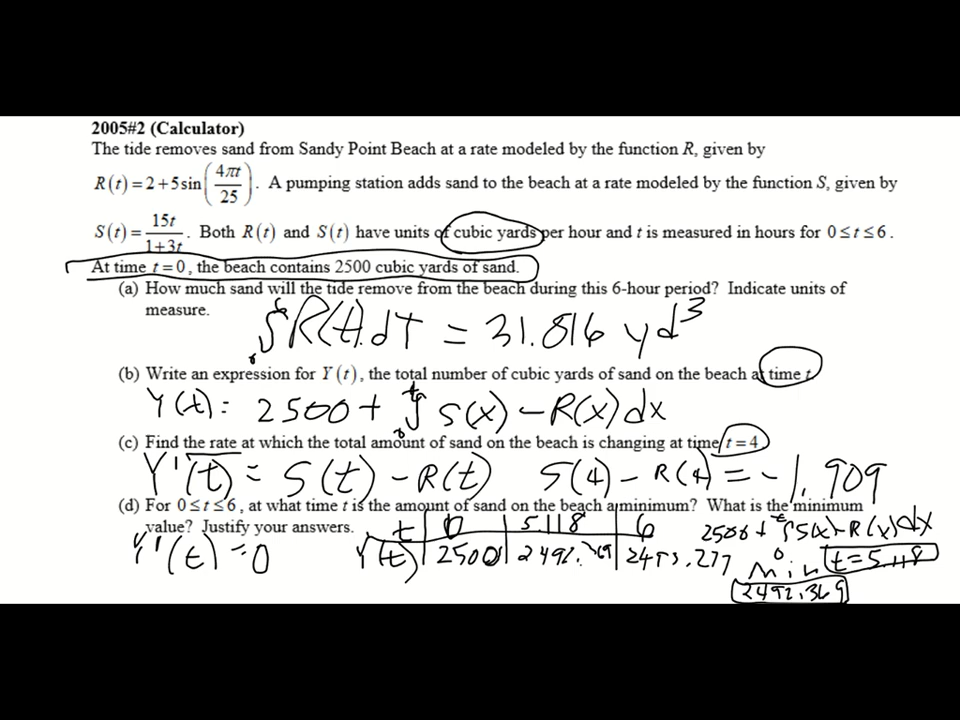 2005#2 (Calculator)
The tide removes sand from Sandy Point Beach at a rate modeled by the function R, given by
R(t) = 2 + 5 sin(4πt/25). A pumping station adds sand to the beach at a rate modeled by the function S, given by
S(t) = 15t/(1+3t). Both R(t) and S(t) have units of cubic yards per hour and t is measured in hours for 0 ≤ t ≤ 6.
At time t = 0, the beach contains 2500 cubic yards of sand.
(a) How much sand will the tide remove from the beach during this 6-hour period? Indicate units of
measure.
∫₀⁶ R(t) dT = 31.816 yd³
(b) Write an expression for Y(t), the total number of cubic yards of sand on the beach at time t.
Y(t) = 2500 + ∫₀ᵗ S(x) - R(x) dx
(c) Find the rate at which the total amount of sand on the beach is changing at time t = 4
Y'(t) = S(t) - R(t) S(4) - R(4) = -1.909
(d) For 0 ≤ t ≤ 6, at what time t is the amount of sand on the beach a minimum? What is the minimum
value? Justify your answers.
t 0 5.118 6
2500 + ∫₀ᵗ S(x) - R(x) dx
Y'(t) = 0
Y(t) 2500 2492.369 2493.277
min t = 5.118
2492.369